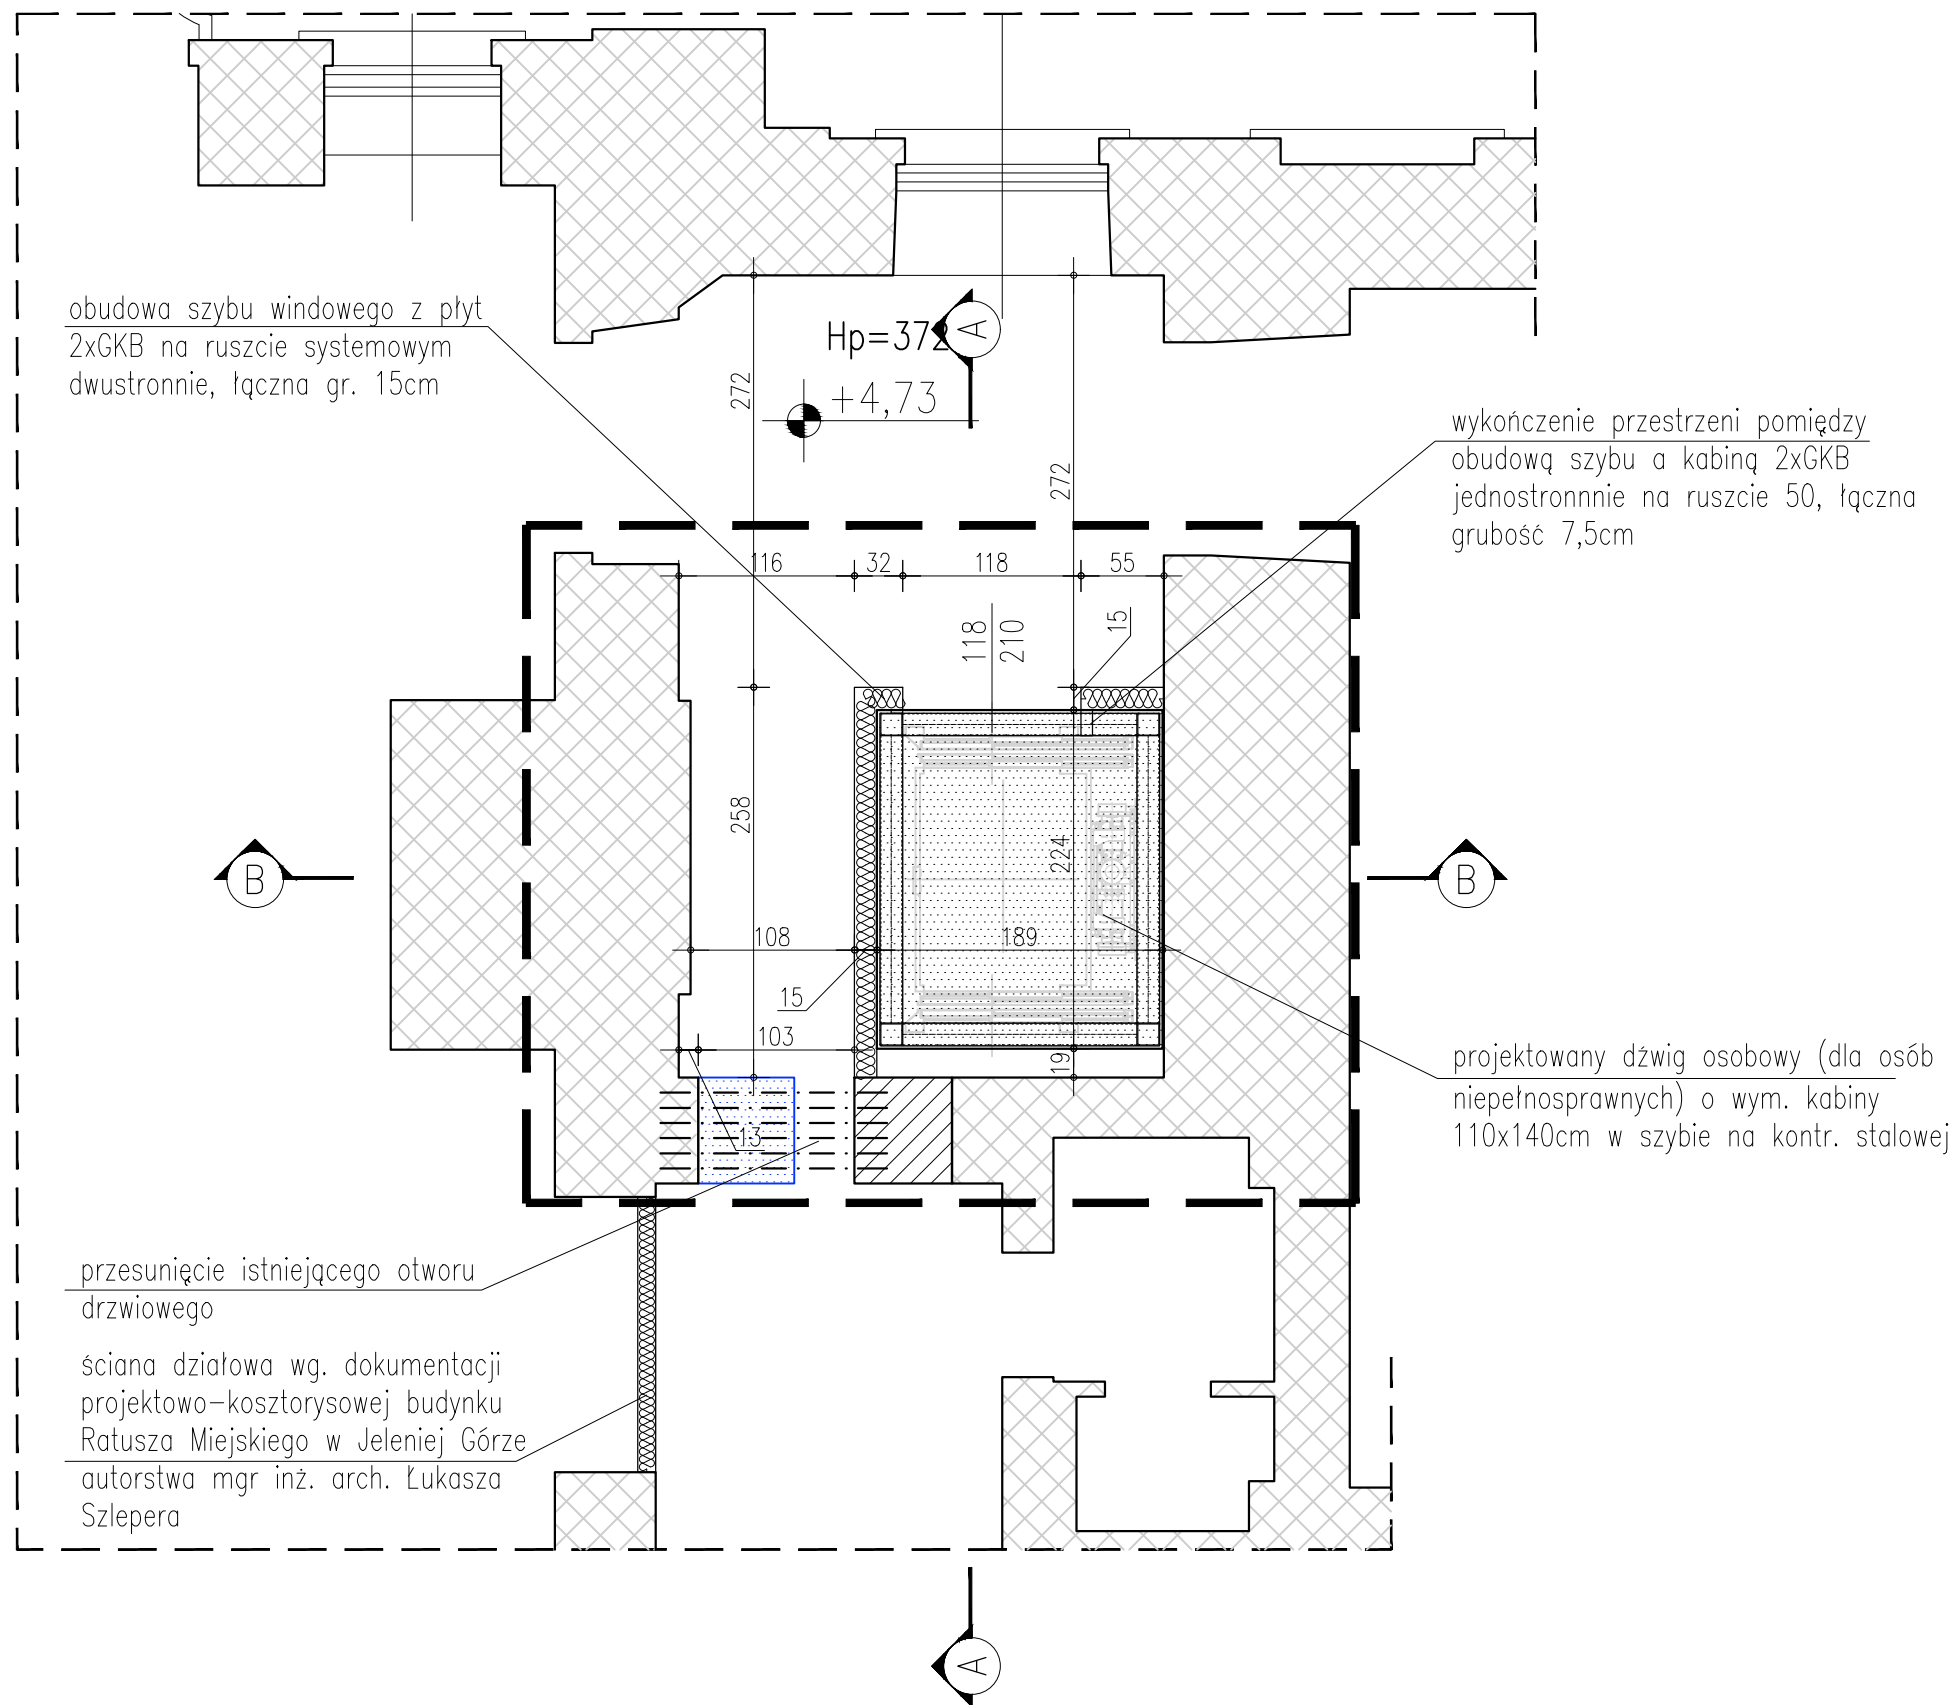 obudowa szybu windowego z płyt
2xGKB na ruszcie systemowym
dwustronnie, łączna gr. 15cm
Hp=372
A
+4,73
272
272
wykończenie przestrzeni pomiędzy
obudową szybu a kabiną 2xGKB
jednostronnnie na ruszcie 50, łączna
grubość 7,5cm
116
32
118
55
118
210
15
258
224
B
B
108
189
15
103
19
13
projektowany dźwig osobowy (dla osób
niepełnosprawnych) o wym. kabiny
110x140cm w szybie na kontr. stalowej
przesunięcie istniejącego otworu
drzwiowego
ściana działowa wg. dokumentacji
projektowo-kosztorysowej budynku
Ratusza Miejskiego w Jeleniej Górze
autorstwa mgr inż. arch. Łukasza
Szlepera
A